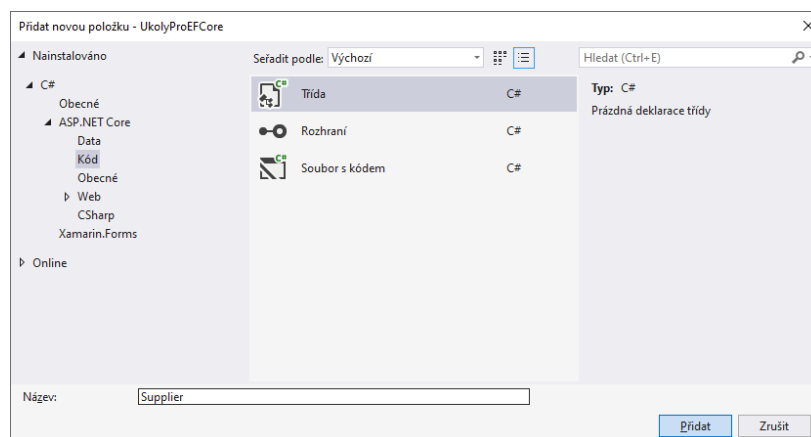 Přidat novou položku - UkolyProEFCore
Nainstalováno
C#
Obecné
ASP.NET Core
Data
Kód
Obecné
Web
CSharp
Xamarin.Forms
Online
Seřadit podle: Výchozí
Třída C#
Rozhraní C#
Soubor s kódem C#
Hledat (Ctrl+E)
Typ: C#
Prázdná deklarace třídy
Název: Supplier
Přidat Zrušit